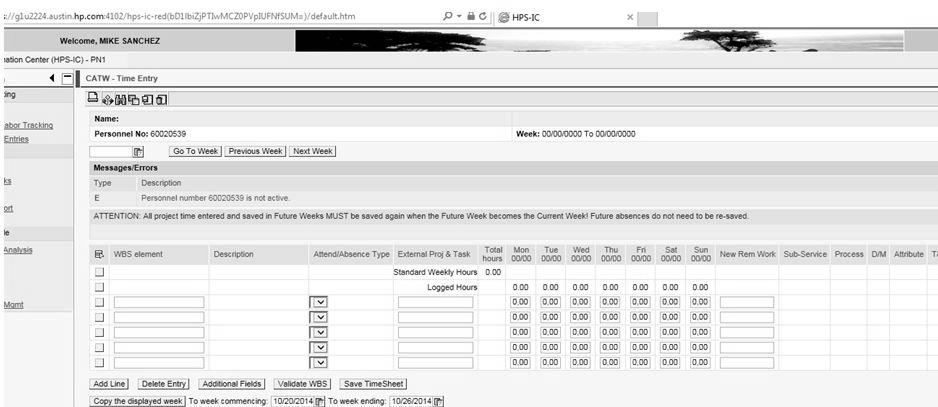 ://g1u2224.austin.hp.com:4102/hps-ic-red(bD1lbiZjPTIwMCZ0PVpIUFNfSUM=)/default.htm HPS-IC
Welcome, MIKE SANCHEZ
nation Center (HPS-IC) - PN1
CATW - Time Entry
ing
Name:
abor Tracking
Personnel No: 60020539 Week: 00/00/0000 To 00/00/0000
Entries
Go To Week Previous Week Next Week
Messages/Errors
ks
Type Description
E Personnel number 60020539 is not active.
ort
ATTENTION: All project time entered and saved in Future Weeks MUST be saved again when the Future Week becomes the Current Week! Future absences do not need to be re-saved.
le
Analysis
WBS element Description Attend/Absence Type External Proj & Task Total hours Mon 00/00 Tue 00/00 Wed 00/00 Thu 00/00 Fri 00/00 Sat 00/00 Sun 00/00 New Rem Work Sub-Service Process D/M Attribute
Standard Weekly Hours 0.00
Logged Hours 0.00 0.00 0.00 0.00 0.00 0.00 0.00
Mgmt
0.00 0.00 0.00 0.00 0.00 0.00 0.00
0.00 0.00 0.00 0.00 0.00 0.00 0.00
0.00 0.00 0.00 0.00 0.00 0.00 0.00
0.00 0.00 0.00 0.00 0.00 0.00 0.00
0.00 0.00 0.00 0.00 0.00 0.00 0.00
Add Line Delete Entry Additional Fields Validate WBS Save TimeSheet
Copy the displayed week To week commencing: 10/20/2014 To week ending: 10/26/2014